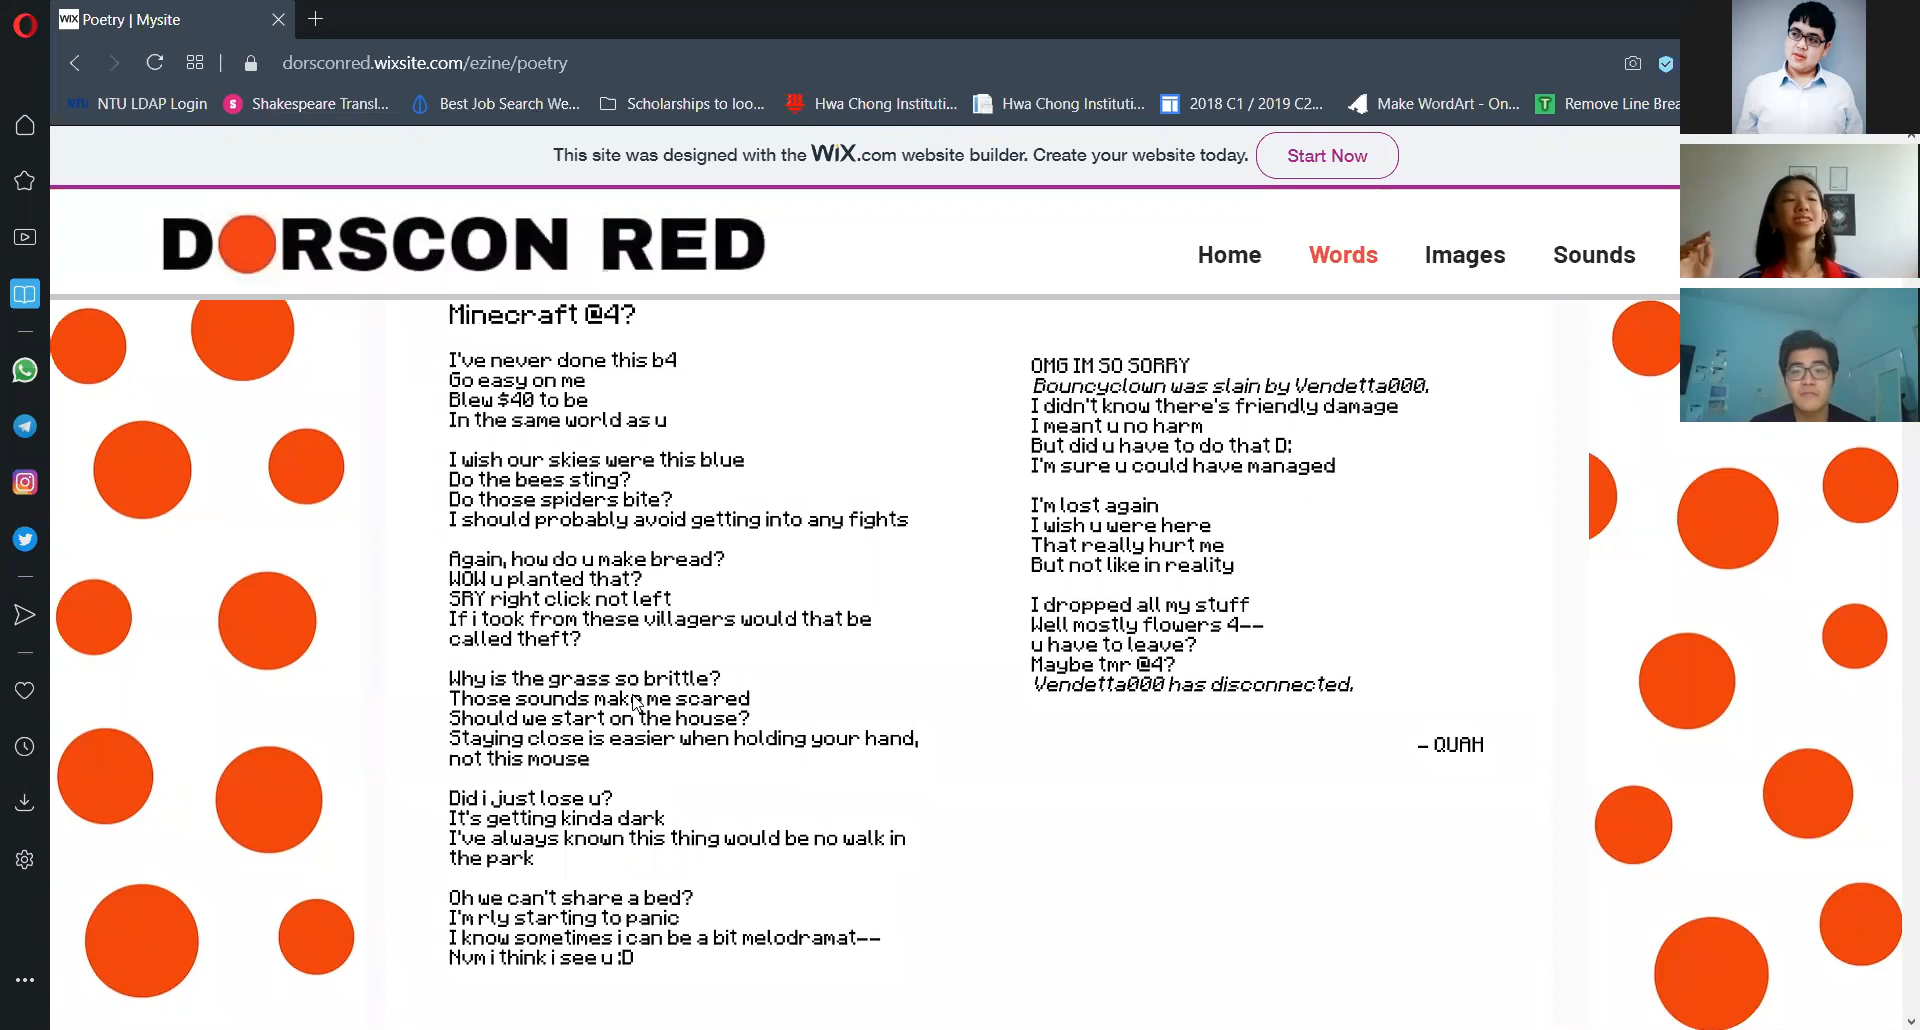 Poetry | Mysite
dorsconred.wixsite.com/ezine/poetry
NTU LDAP Login
Shakespeare Transl...
Best Job Search We...
Scholarships to loo...
Hwa Chong Instituti...
Hwa Chong Instituti...
2018 C1 / 2019 C2...
Make WordArt - On...
Remove Line Brea
This site was designed with the WiX.com website builder. Create your website today.
Start Now
DORSCON RED
Home
Words
Images
Sounds
Minecraft @4?
I've never done this b4
Go easy on me
Blew $40 to be
In the same world as u
I wish our skies were this blue
Do the bees sting?
Do those spiders bite?
I should probably avoid getting into any fights
Again, how do u make bread?
WOW u planted that?
SRY right click not left
If i took from these villagers would that be
called theft?
Why is the grass so brittle?
Those sounds make me scared
Should we start on the house?
Staying close is easier when holding your hand,
not this mouse
Did i just lose u?
It's getting kinda dark
I've always known this thing would be no walk in
the park
Oh we can't share a bed?
I'm rly starting to panic
I know sometimes i can be a bit melodramat--
Nvm i think i see u :D
OMG IM SO SORRY
Bouncyclown was slain by Vendetta000.
I didn't know there's friendly damage
I meant u no harm
But did u have to do that D:
I'm sure u could have managed
I'm lost again
I wish u were here
That really hurt me
But not like in reality
I dropped all my stuff
Well mostly flowers 4--
u have to leave?
Maybe tmr @4?
Vendetta000 has disconnected.
- QUAH